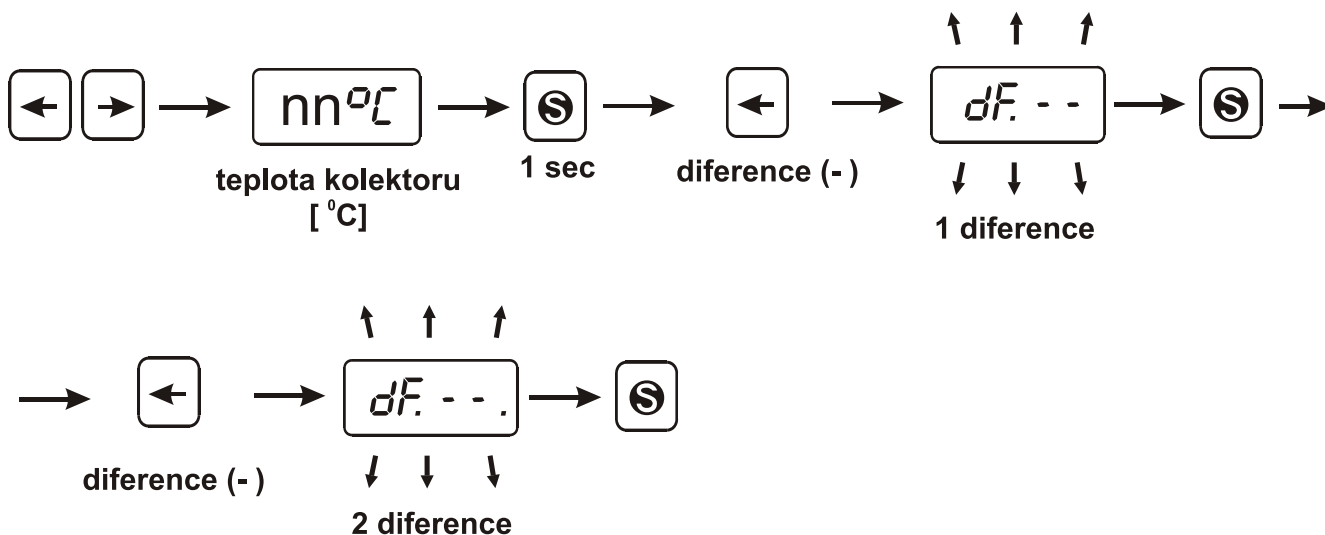 nn°C
S
dF. - -
S
teplota kolektoru
[ °C]
1 sec
diference (- )
1 diference
dF. - - .
S
diference (- )
2 diference